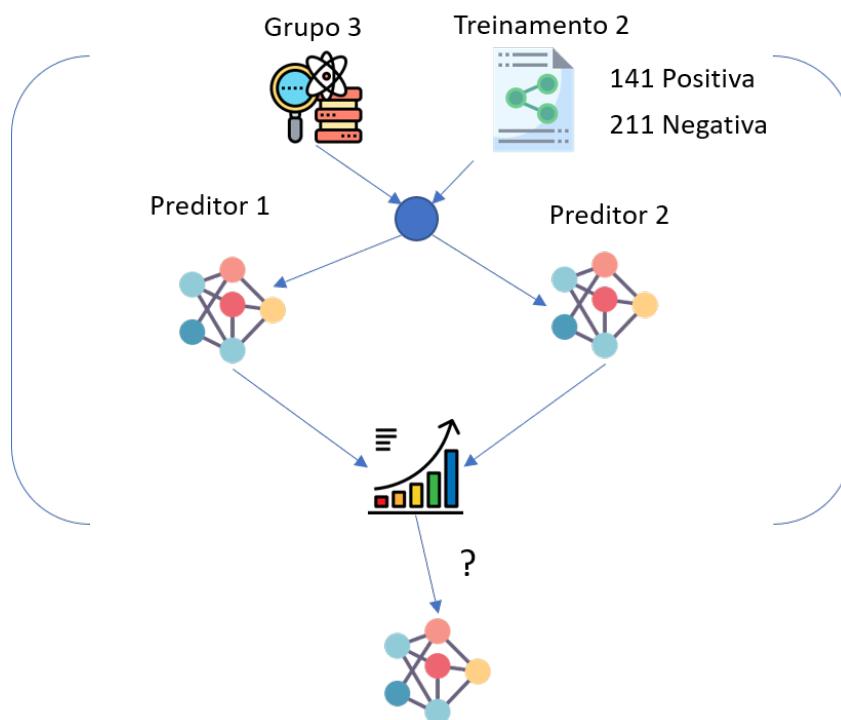 Grupo 3
Treinamento 2
141 Positiva
211 Negativa
Preditor 1
Preditor 2
?